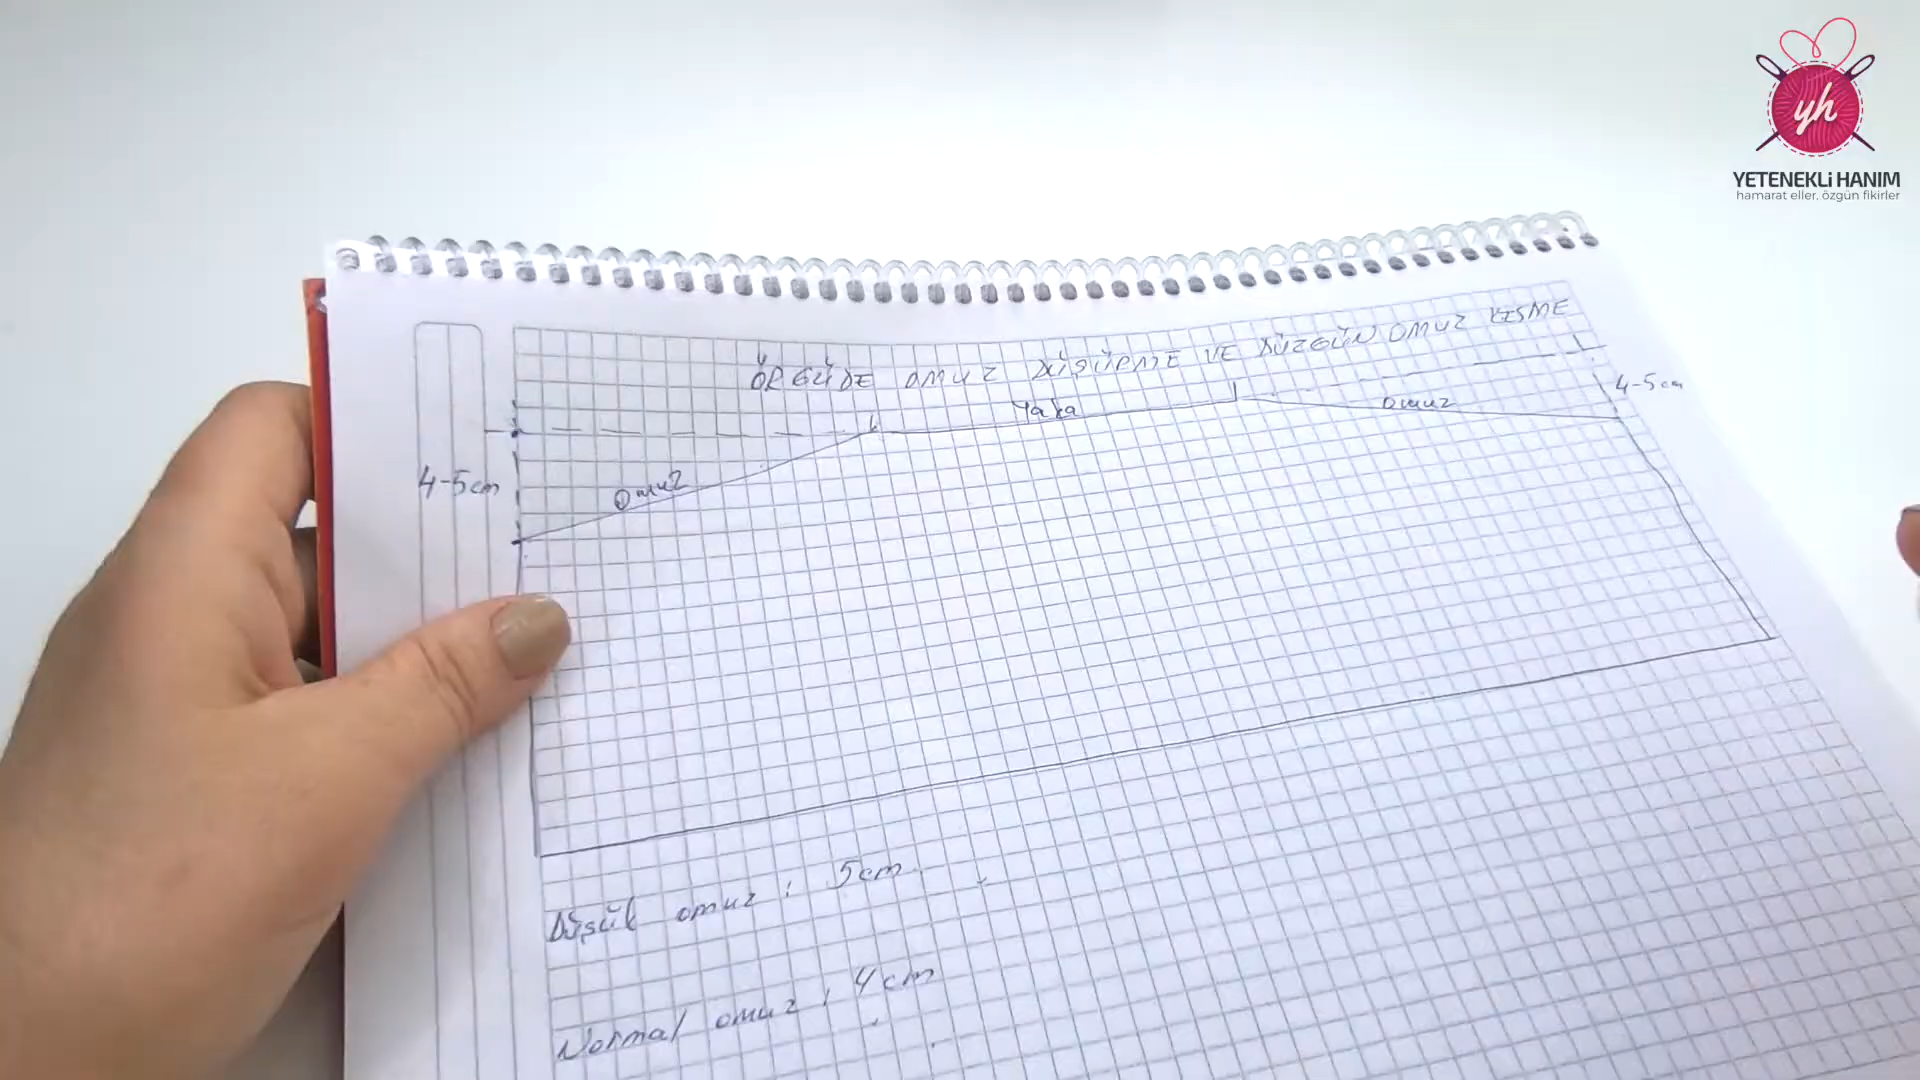 yh
YETENEKLİ HANIM
hamarat eller, özgün fikirler
ÖRGÜDE OMUZ DÜŞÜRME VE DÜZGÜN OMUZ KESME
4-5cm
Yaka
omuz
4-5cm
Omuz
Düşük omuz : 5cm
Normal omuz : 4cm